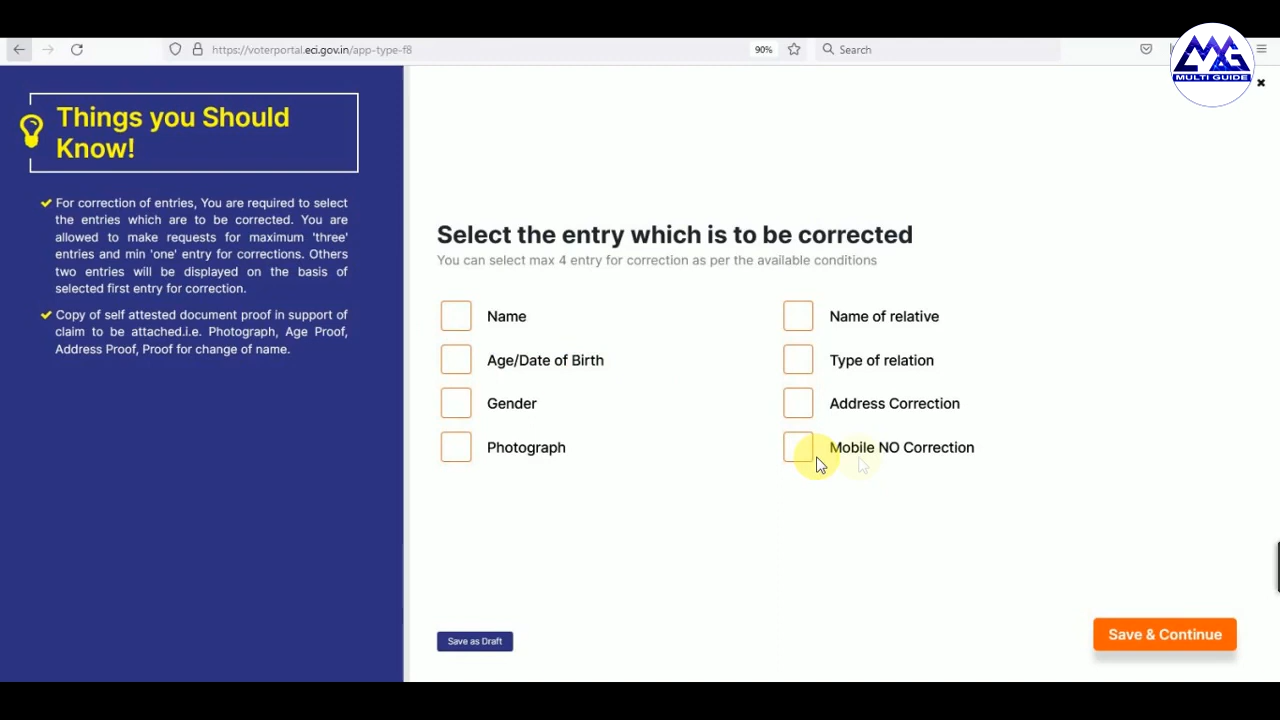 https://voterportal.eci.gov.in/app-type-f8
90%
Search
MG
MULTI GUIDE
Things you Should
Know!
For correction of entries, You are required to select
the entries which are to be corrected. You are
allowed to make requests for maximum 'three'
entries and min 'one' entry for corrections. Others
two entries will be displayed on the basis of
selected first entry for correction.
Copy of self attested document proof in support of
claim to be attached.i.e. Photograph, Age Proof,
Address Proof, Proof for change of name.
Select the entry which is to be corrected
You can select max 4 entry for correction as per the available conditions
Name
Name of relative
Age/Date of Birth
Type of relation
Gender
Address Correction
Photograph
Mobile NO Correction
Save as Draft
Save & Continue